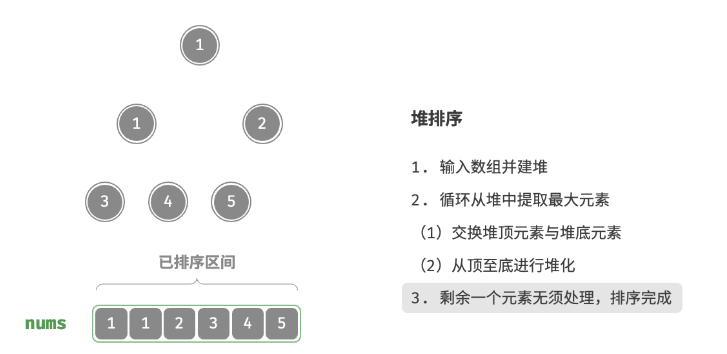 1
1 2
3 4 5
已排序区间
nums 1 1 2 3 4 5
堆排序
1. 输入数组并建堆
2. 循环从堆中提取最大元素
（1）交换堆顶元素与堆底元素
（2）从顶至底进行堆化
3. 剩余一个元素无须处理，排序完成